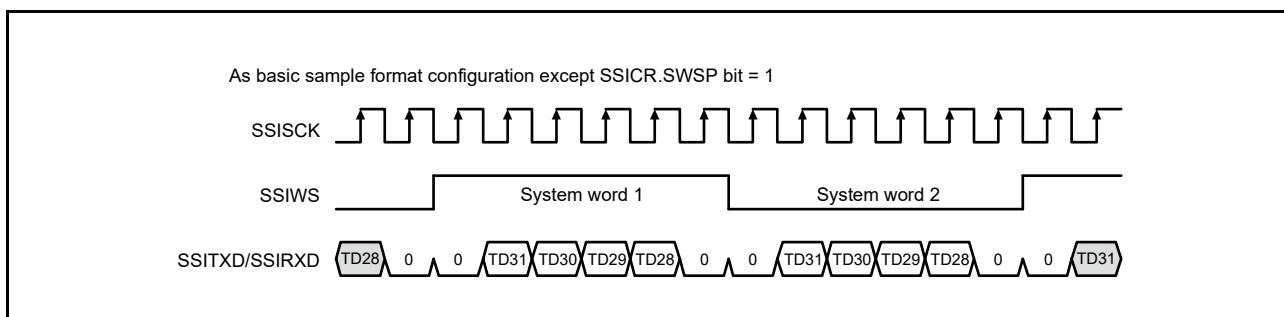 As basic sample format configuration except SSICR.SWSP bit = 1
SSISCK
SSIWS System word 1 System word 2
SSITXD/SSIRXD TD28 0 0 TD31 TD30 TD29 TD28 0 0 TD31 TD30 TD29 TD28 0 0 TD31